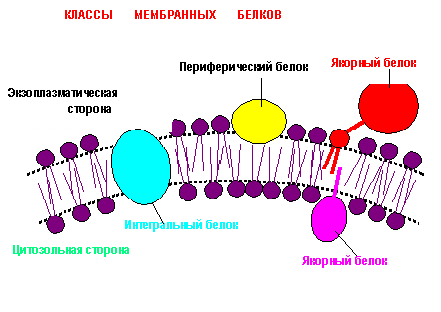 КЛАССЫ МЕМБРАННЫХ БЕЛКОВ
Якорный белок
Периферический белок
Экзоплазматическая
сторона
Интегральный белок
Цитозольная сторона
Якорный белок